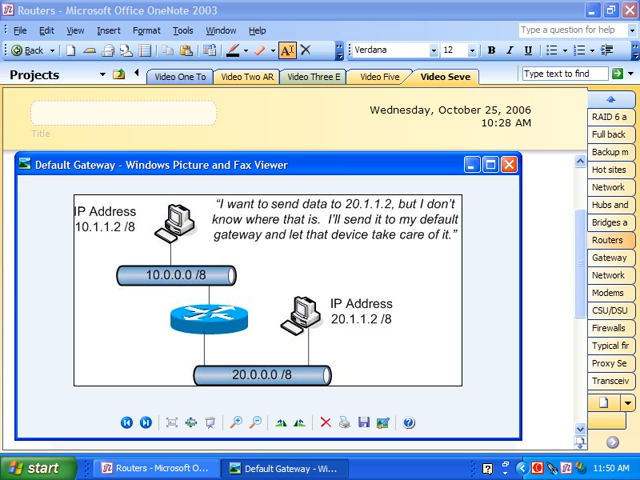 Routers - Microsoft Office OneNote 2003
File Edit View Insert Format Tools Window Help
Type a question for help
Back
Verdana
12
B I U
Projects
Video One To
Video Two AR
Video Three E
Video Five
Video Seve
Type text to find
Wednesday, October 25, 2006
10:28 AM
Title
RAID 6 a
Full back
Backup m
Hot sites
Network
Hubs and
Bridges a
Routers
Gateway
Network
Modems
CSU/DSU
Firewalls
Typical fir
Proxy Se
Transceiv
Default Gateway - Windows Picture and Fax Viewer
IP Address
10.1.1.2 /8
“I want to send data to 20.1.1.2, but I don't
know where that is. I'll send it to my default
gateway and let that device take care of it.”
10.0.0.0 /8
IP Address
20.1.1.2 /8
20.0.0.0 /8
start
Routers - Microsoft O...
Default Gateway - Wi...
11:50 AM